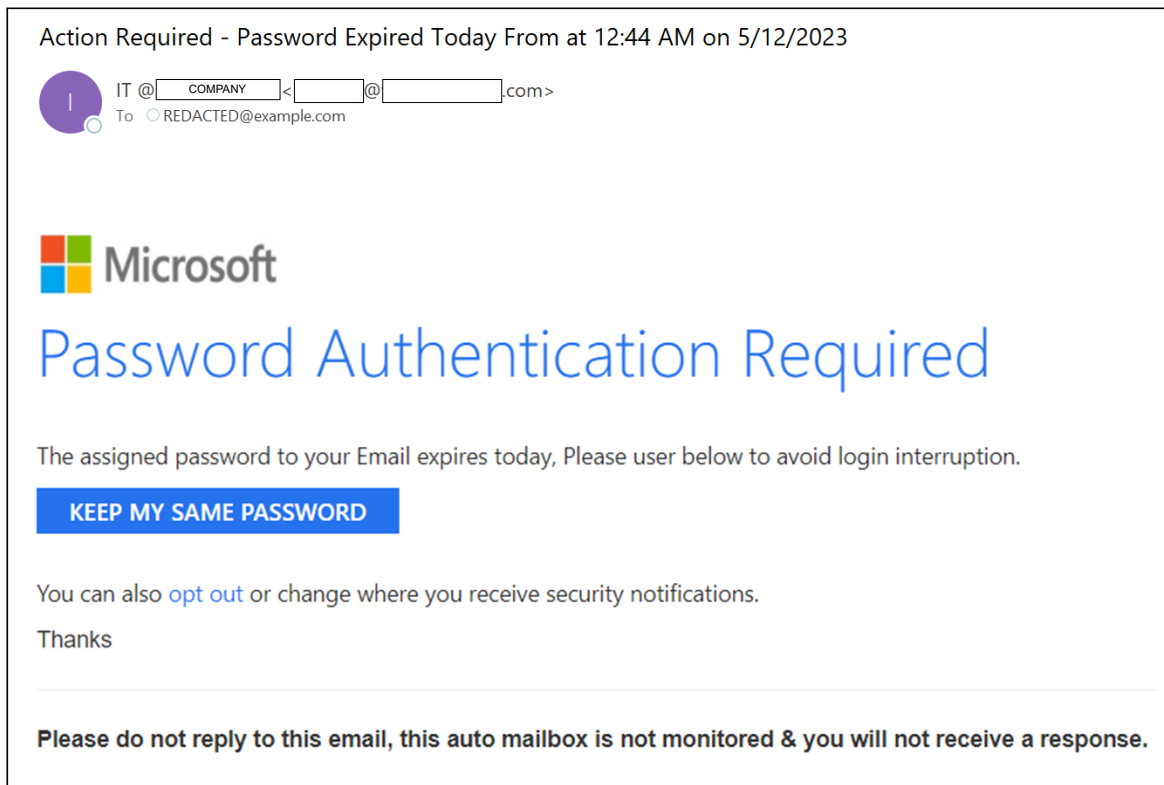 Action Required - Password Expired Today From at 12:44 AM on 5/12/2023
I
IT @ COMPANY < @ .com>
To REDACTED@example.com
Microsoft
Password Authentication Required
The assigned password to your Email expires today, Please user below to avoid login interruption.
KEEP MY SAME PASSWORD
You can also opt out or change where you receive security notifications.
Thanks
Please do not reply to this email, this auto mailbox is not monitored & you will not receive a response.